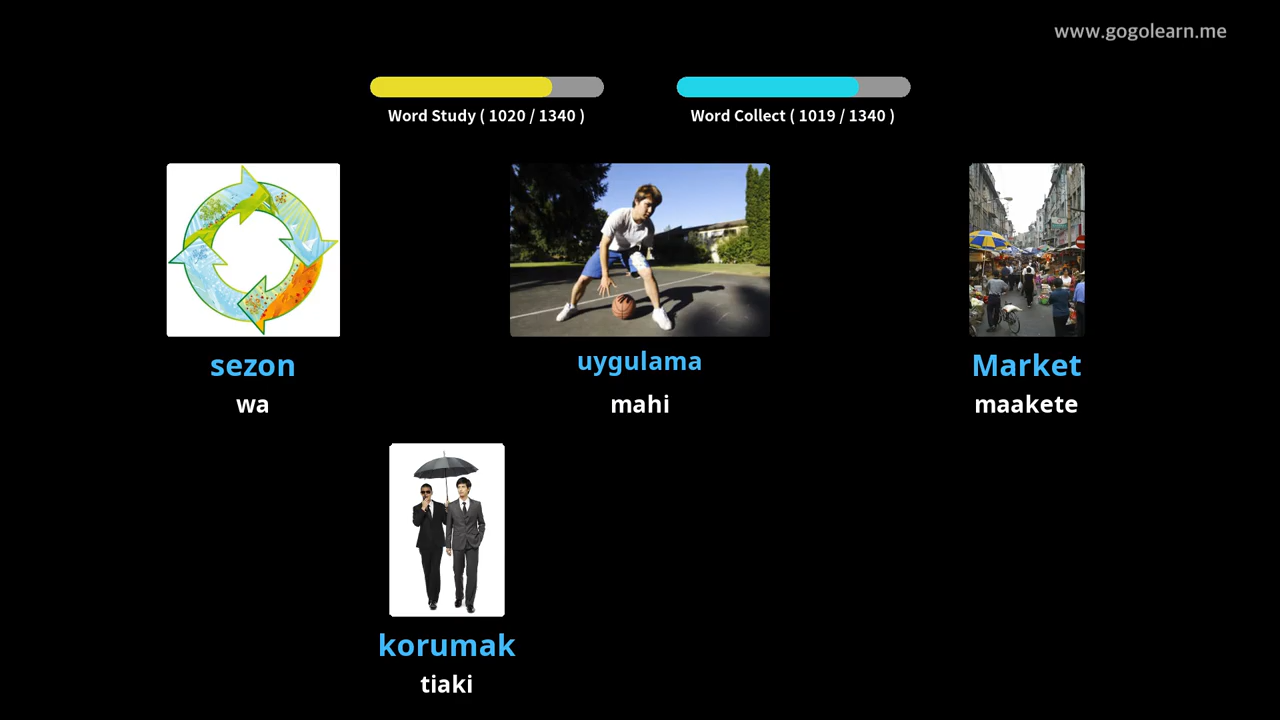 www.gogolearn.me
Word Study ( 1020 / 1340 )
Word Collect ( 1019 / 1340 )
sezon
wa
uygulama
mahi
Market
maakete
korumak
tiaki